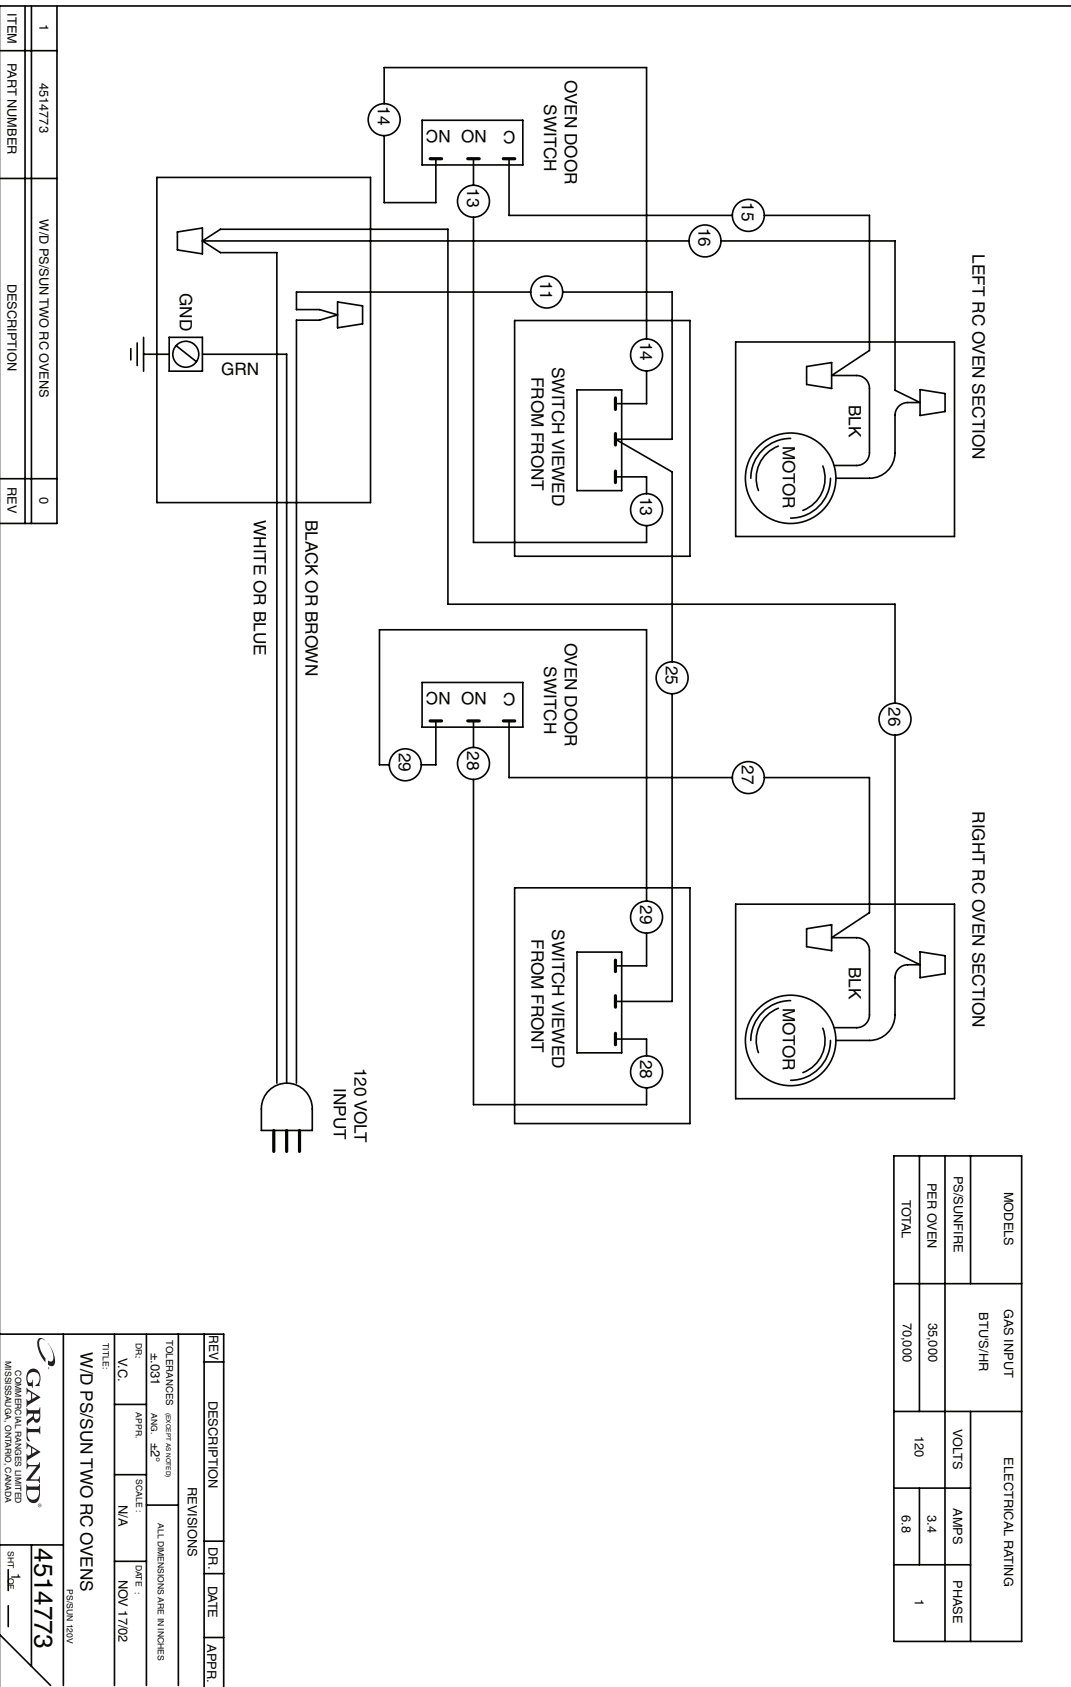 LEFT RC OVEN SECTION
RIGHT RC OVEN SECTION
MODELS
GAS INPUT
BTU'S/HR
ELECTRICAL RATING
PS/SUNFIRE
VOLTS
AMPS
PHASE
PER OVEN
35,000
120
3.4
1
TOTAL
70,000
6.8
BLK
MOTOR
BLK
MOTOR
15
16
26
27
OVEN DOOR
SWITCH
C
NO
NC
14
13
11
14
SWITCH VIEWED
FROM FRONT
13
25
OVEN DOOR
SWITCH
C
NO
NC
29
28
29
SWITCH VIEWED
FROM FRONT
28
GND
GRN
BLACK OR BROWN
WHITE OR BLUE
120 VOLT
INPUT
1
4514773
W/D PS/SUN TWO RC OVENS
0
ITEM
PART NUMBER
DESCRIPTION
REV
REV
DESCRIPTION
DR.
DATE
APPR.
REVISIONS
TOLERANCES (EXCEPT AS NOTED)
±.031
ANG. ±2°
ALL DIMENSIONS ARE IN INCHES
DR:
V.C.
APPR.
SCALE :
N/A
DATE :
NOV 17/02
TITLE:
W/D PS/SUN TWO RC OVENS
PS/SUN 120V
GARLAND®
COMMERCIAL RANGES LIMITED
MISSISSAUGA, ONTARIO, CANADA
4514773
SHT 1 OF